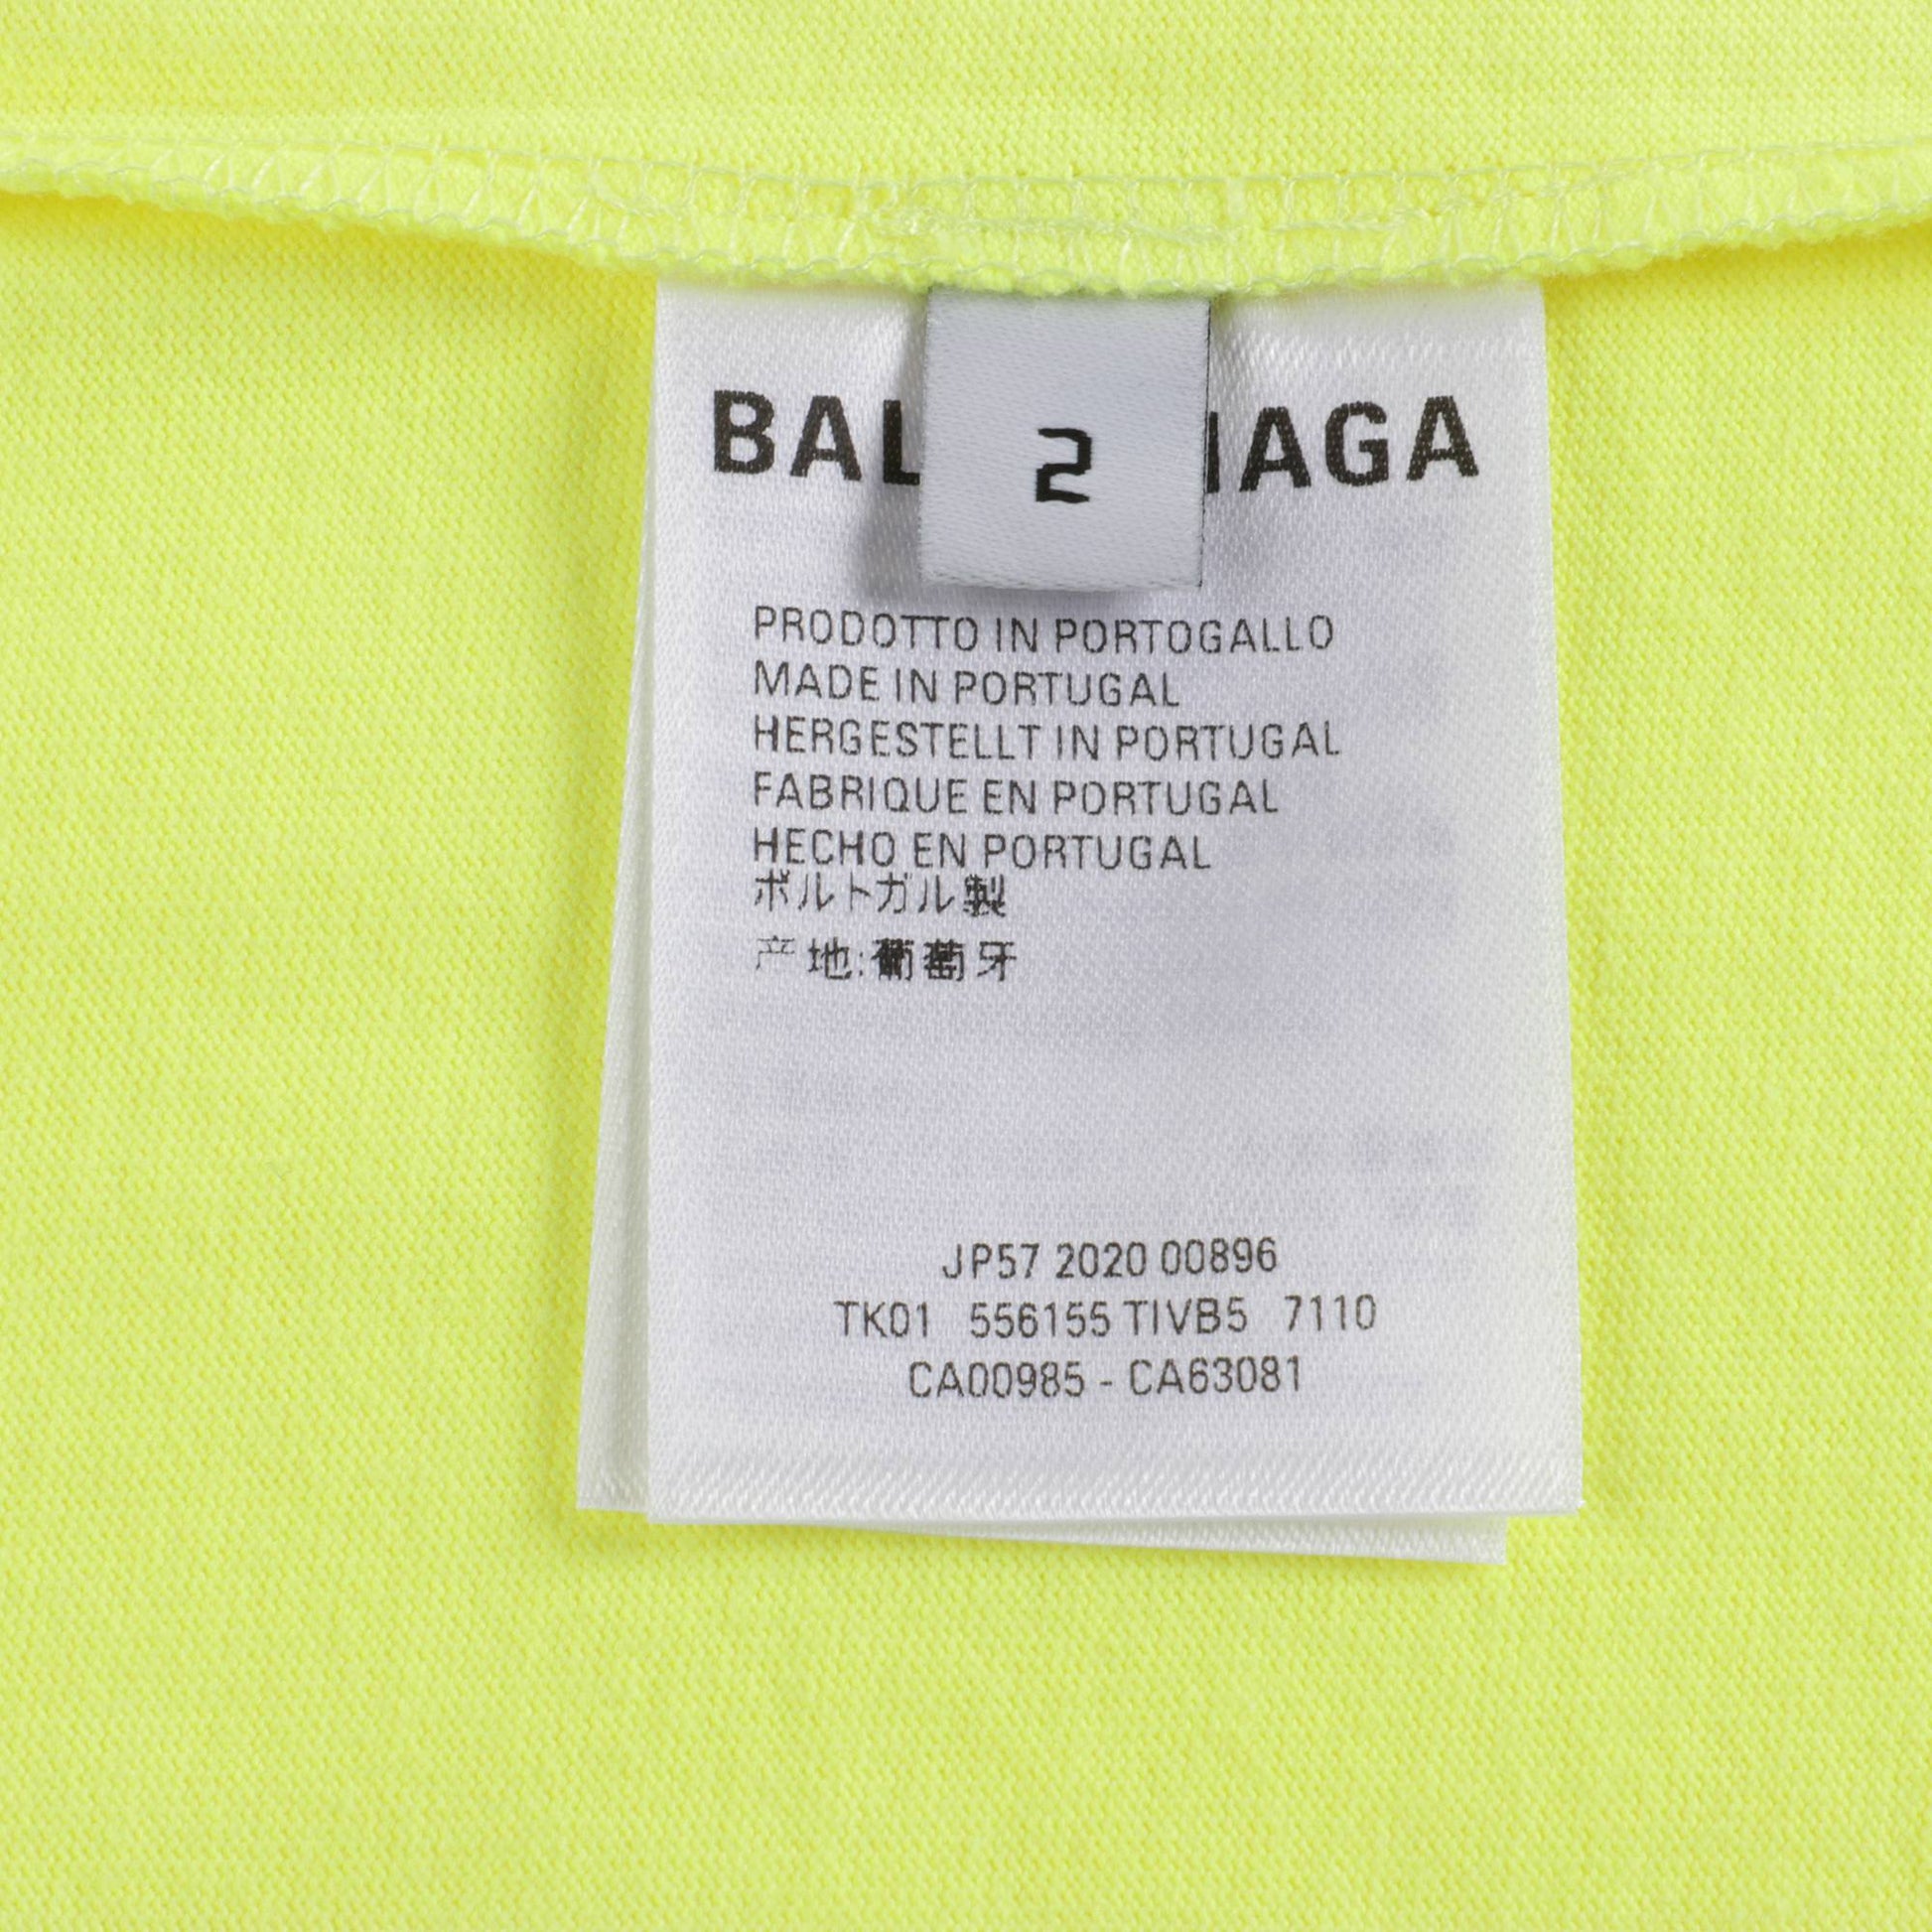 BAL IAGA
2
PRODOTTO IN PORTOGALLO
MADE IN PORTUGAL
HERGESTELLT IN PORTUGAL
FABRIQUE EN PORTUGAL
HECHO EN PORTUGAL
ポルトガル製
产地:葡萄牙
JP57 2020 00896
TK01 556155 TIVB5 7110
CA00985 - CA63081